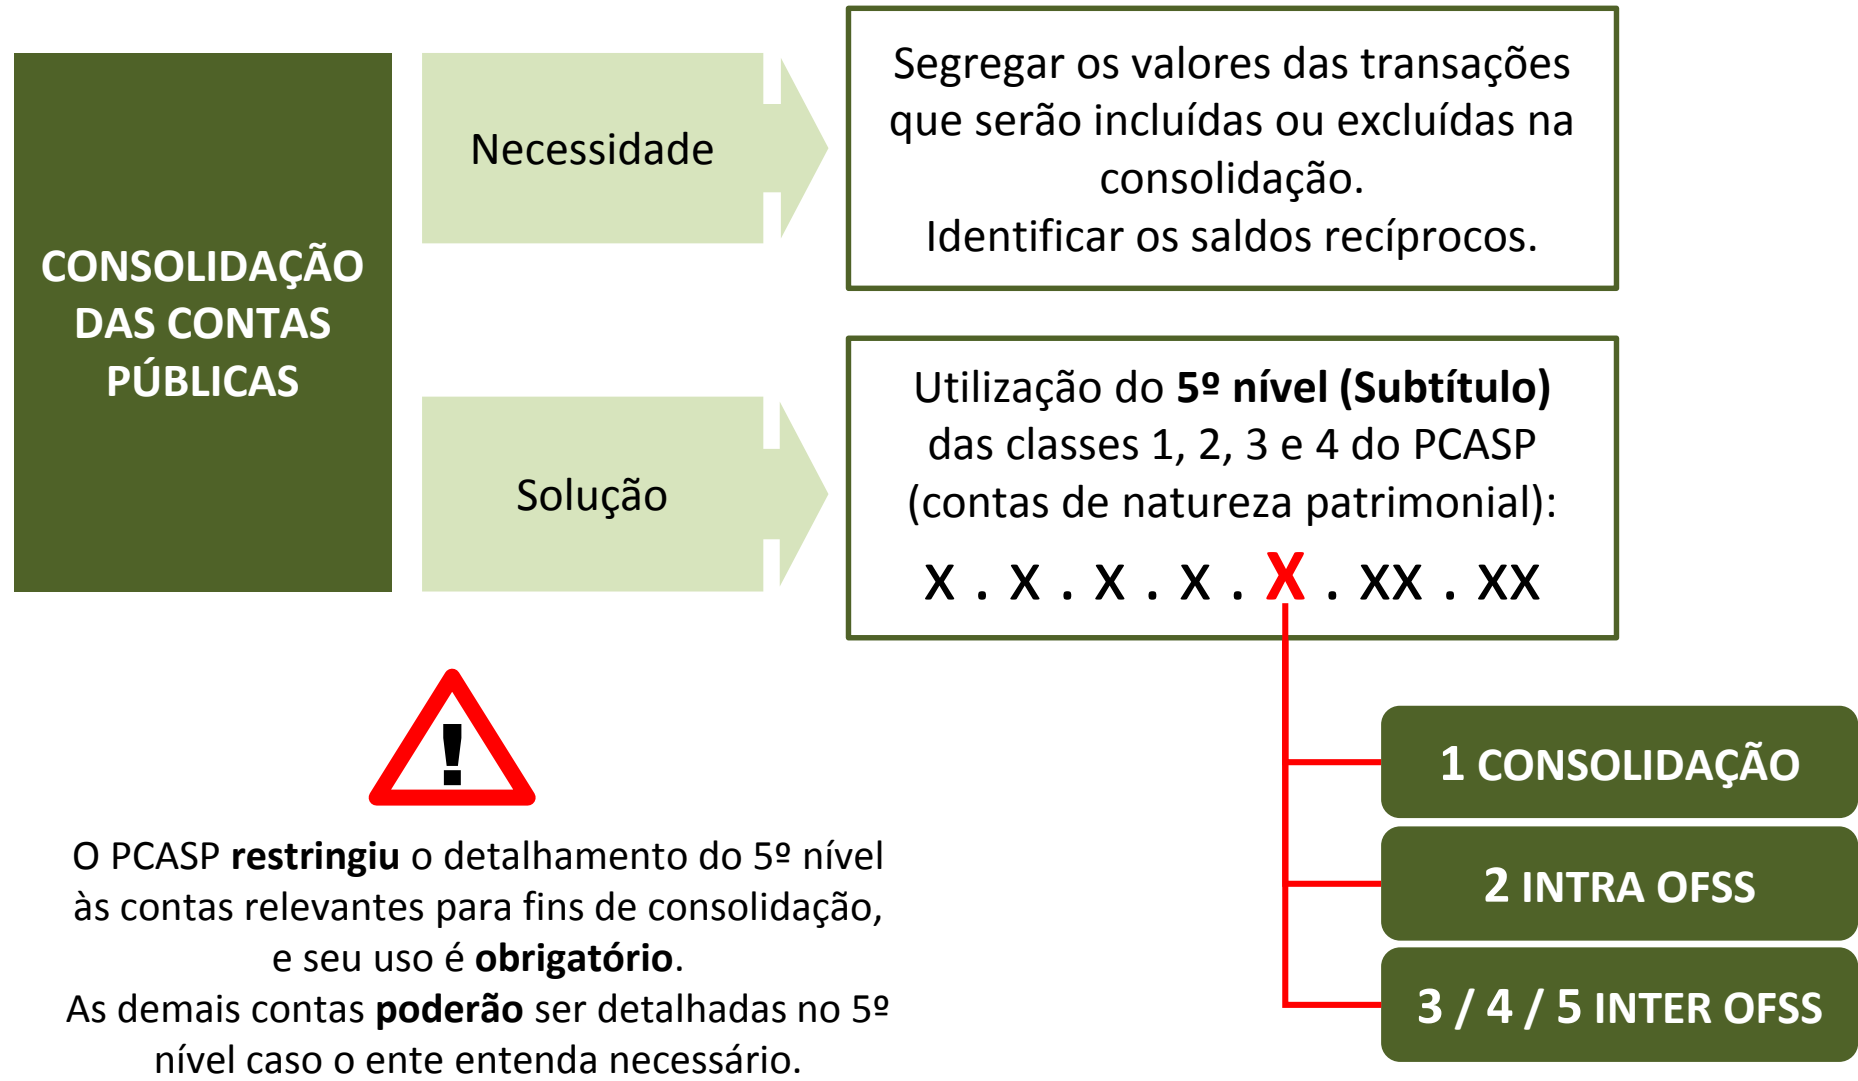 CONSOLIDAÇÃO
DAS CONTAS
PÚBLICAS
Necessidade
Segregar os valores das transações
que serão incluídas ou excluídas na
consolidação.
Identificar os saldos recíprocos.
Solução
Utilização do 5º nível (Subtítulo)
das classes 1, 2, 3 e 4 do PCASP
(contas de natureza patrimonial):
X . X . X . X . X . XX . XX
1 CONSOLIDAÇÃO
2 INTRA OFSS
3 / 4 / 5 INTER OFSS
!
O PCASP restringiu o detalhamento do 5º nível
às contas relevantes para fins de consolidação,
e seu uso é obrigatório.
As demais contas poderão ser detalhadas no 5º
nível caso o ente entenda necessário.